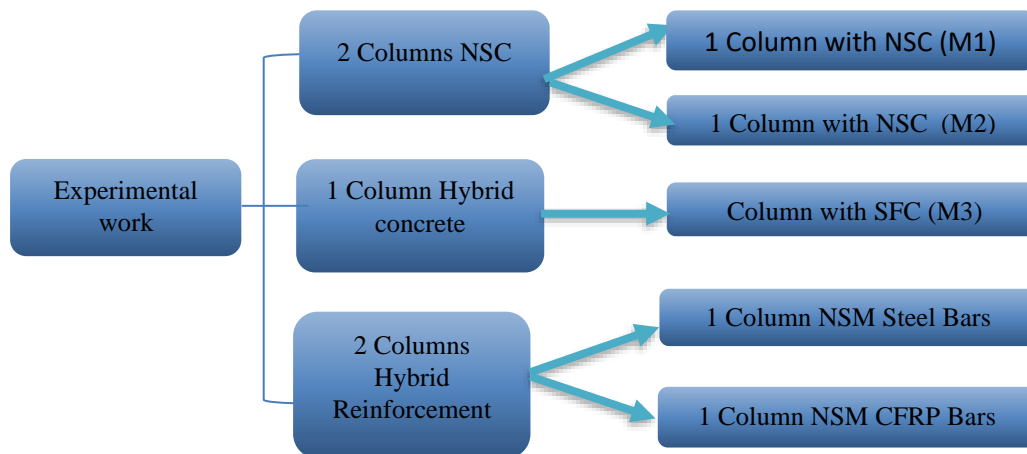 Experimental
work
2 Columns NSC
1 Column with NSC (M1)
1 Column with NSC (M2)
1 Column Hybrid
concrete
Column with SFC (M3)
2 Columns
Hybrid
Reinforcement
1 Column NSM Steel Bars
1 Column NSM CFRP Bars